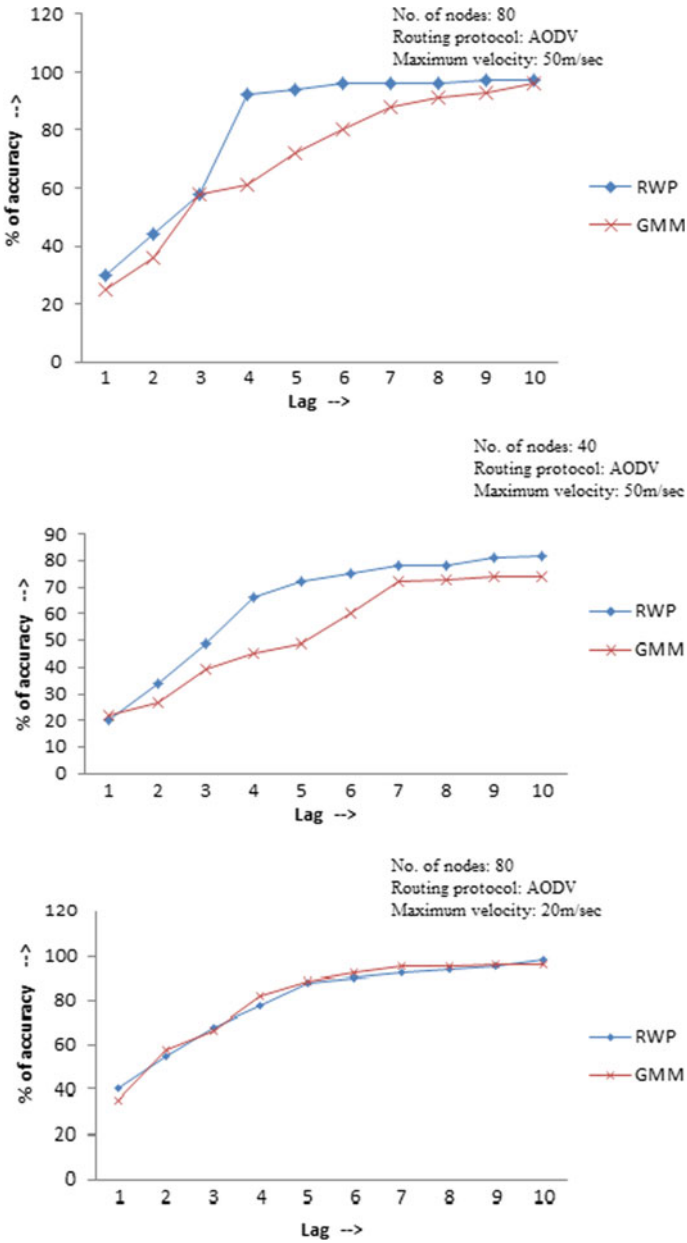 No. of nodes: 80
Routing protocol: AODV
Maximum velocity: 50m/sec
120
100
80
60
40
20
0
% of accuracy -->
1 2 3 4 5 6 7 8 9 10
Lag -->
RWP
GMM
No. of nodes: 40
Routing protocol: AODV
Maximum velocity: 50m/sec
90
80
70
60
50
40
30
20
10
0
% of accuracy -->
1 2 3 4 5 6 7 8 9 10
Lag -->
RWP
GMM
No. of nodes: 80
Routing protocol: AODV
Maximum velocity: 20m/sec
120
100
80
60
40
20
0
% of accuracy -->
1 2 3 4 5 6 7 8 9 10
Lag -->
RWP
GMM